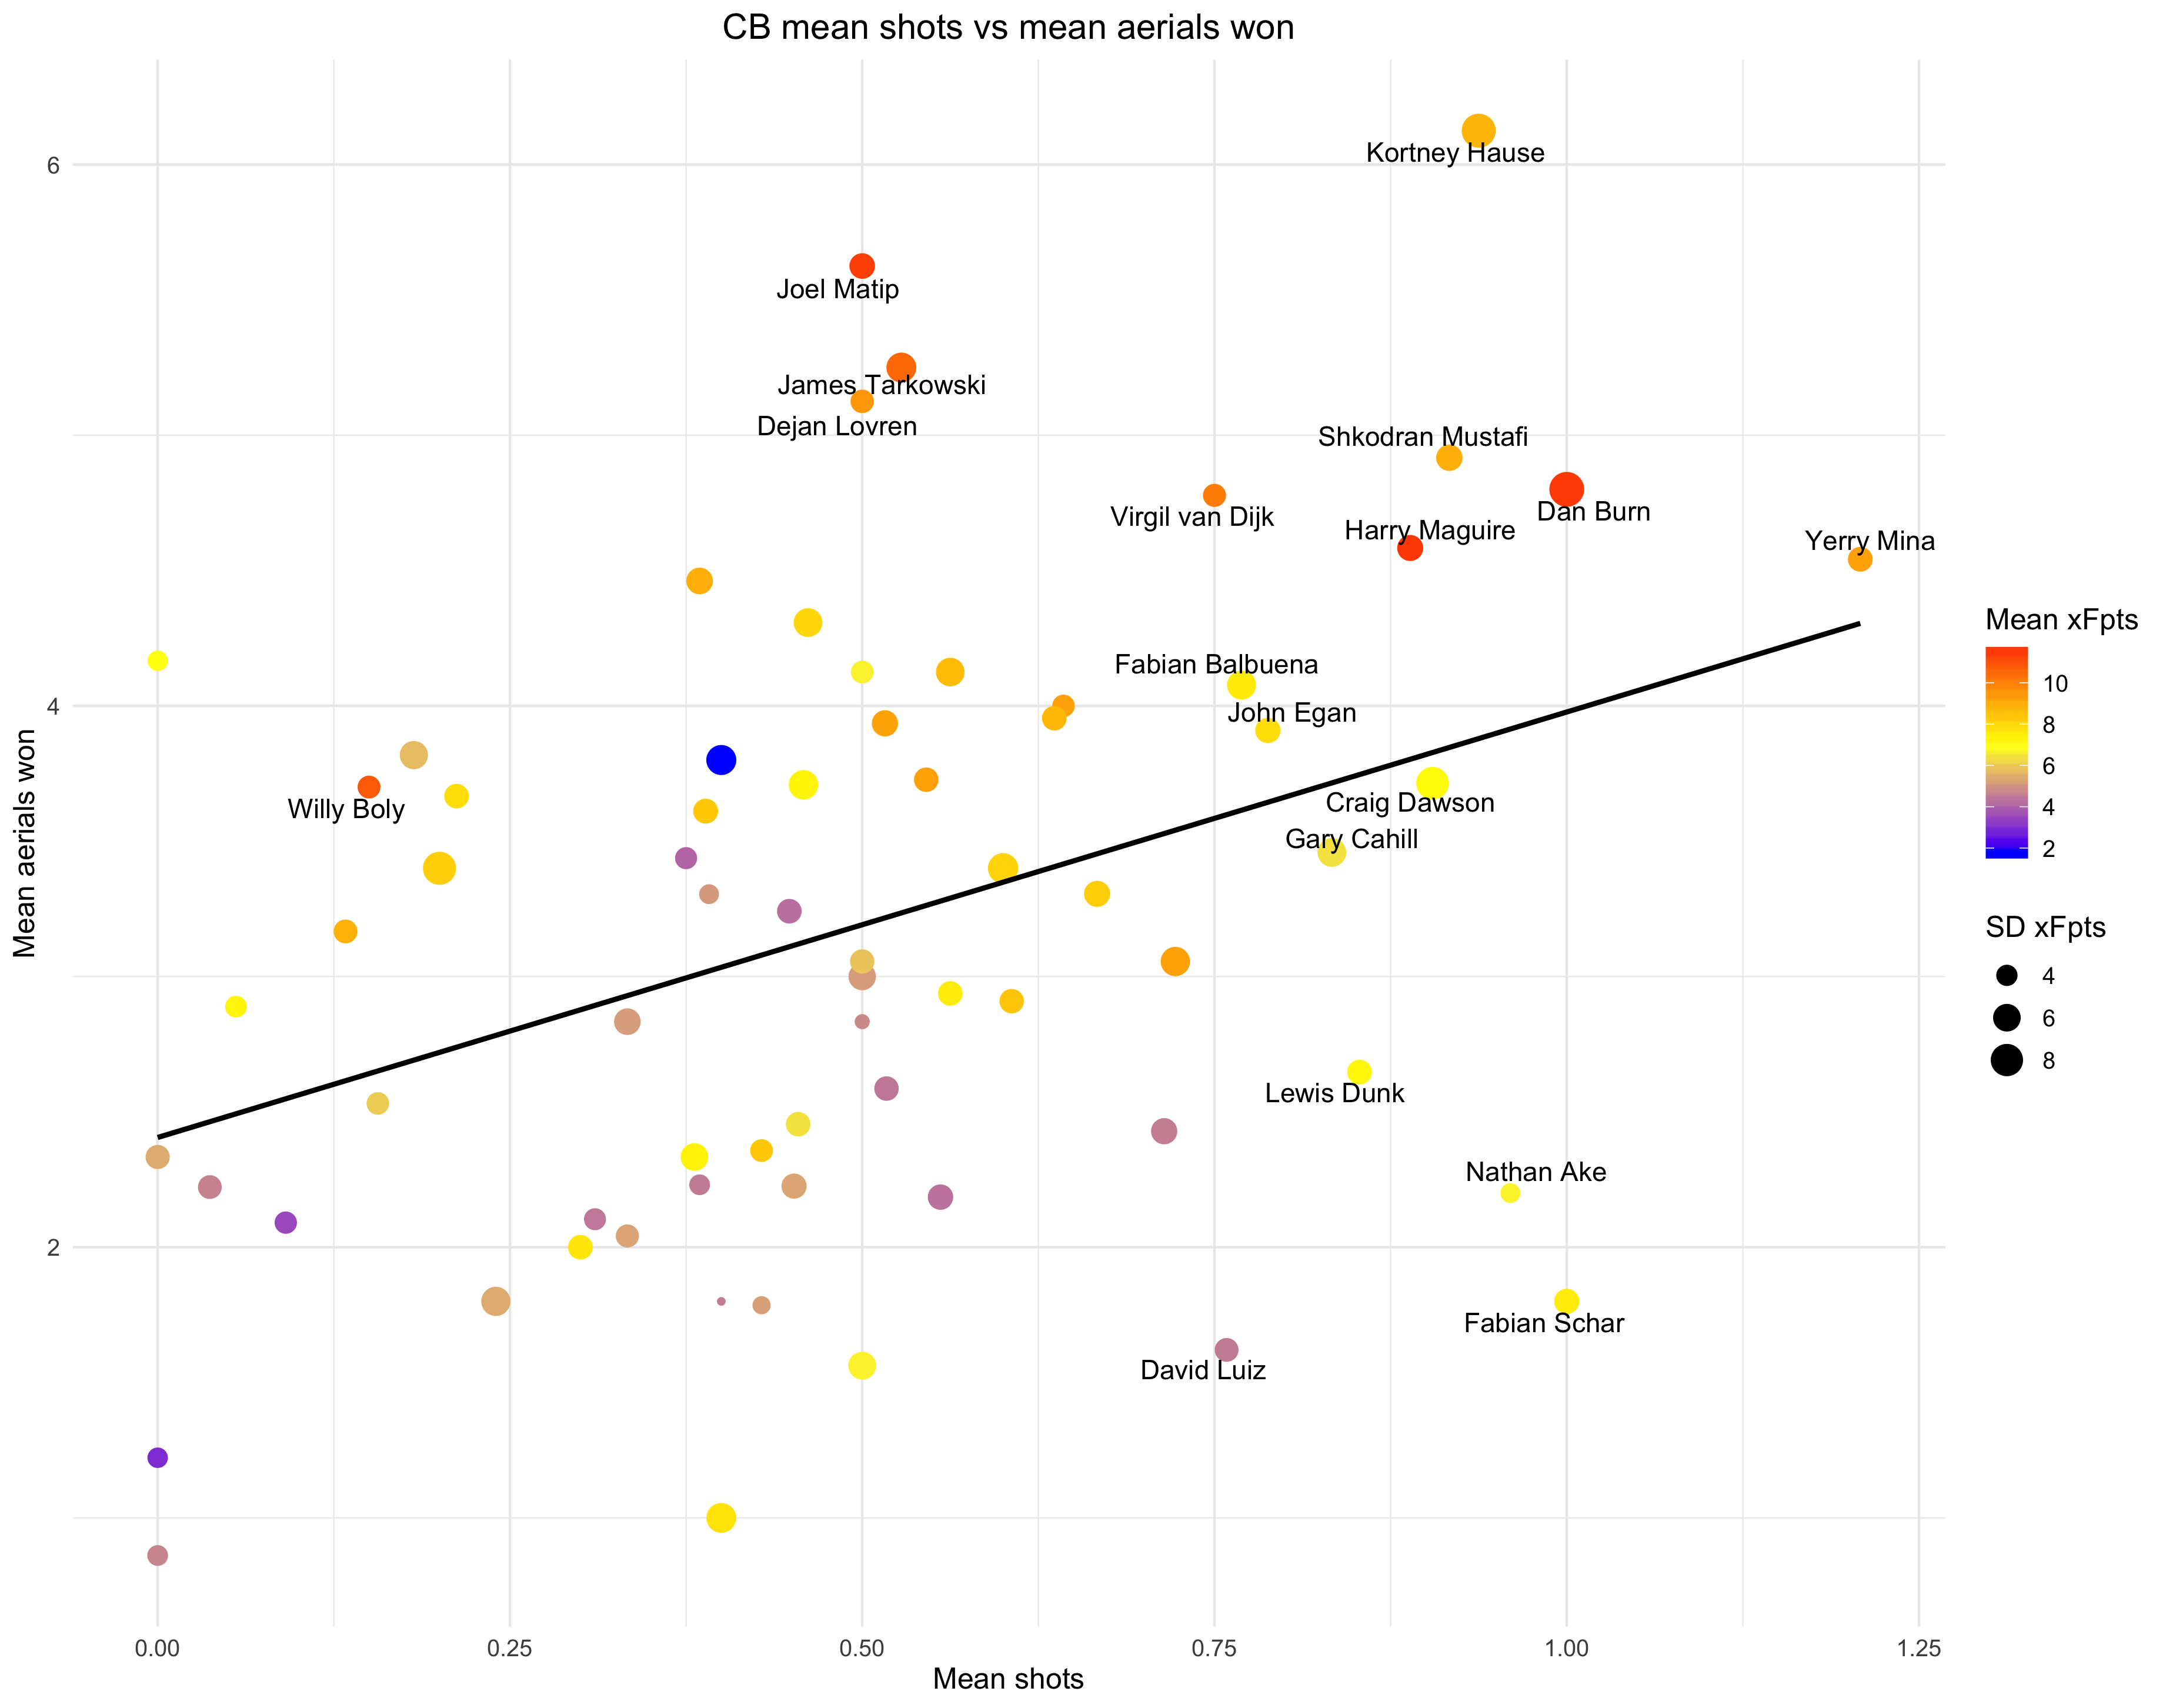 CB mean shots vs mean aerials won
Kortney Hause
Joel Matip
James Tarkowski
Dejan Lovren
Shkodran Mustafi
Virgil van Dijk
Dan Burn
Harry Maguire
Yerry Mina
Fabian Balbuena
John Egan
Willy Boly
Craig Dawson
Gary Cahill
Lewis Dunk
Nathan Ake
Fabian Schar
David Luiz
Mean aerials won
6
4
2
0.00
0.25
0.50
0.75
1.00
1.25
Mean shots
Mean xFpts
10
8
6
4
2
SD xFpts
4
6
8